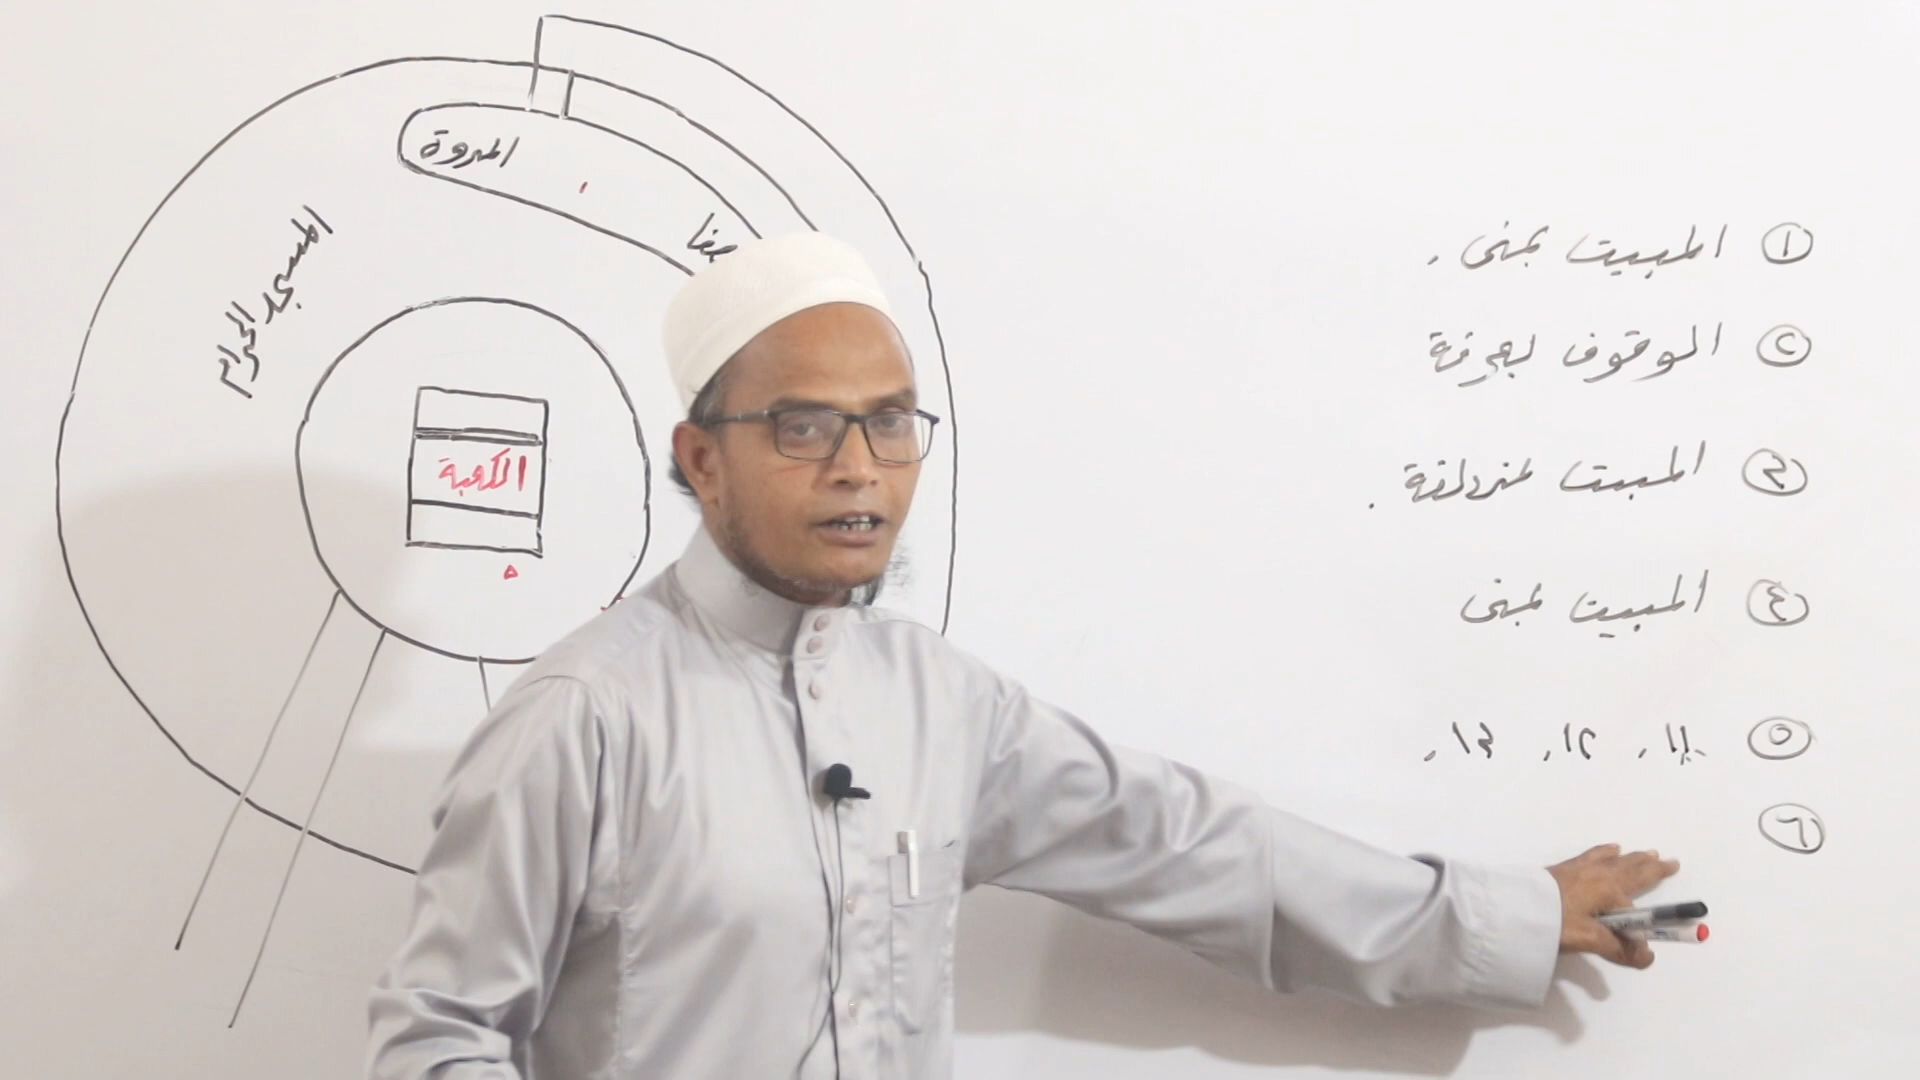 المروة
صفا
المسجد الحرام
الكعبة
١ المبيت بمنى.
٢ الوقوف بعرفة
٣ المبيت بمزدلفة.
٤ المبيت بمنى
٥ ١١، ١٢، ١٣.
٦